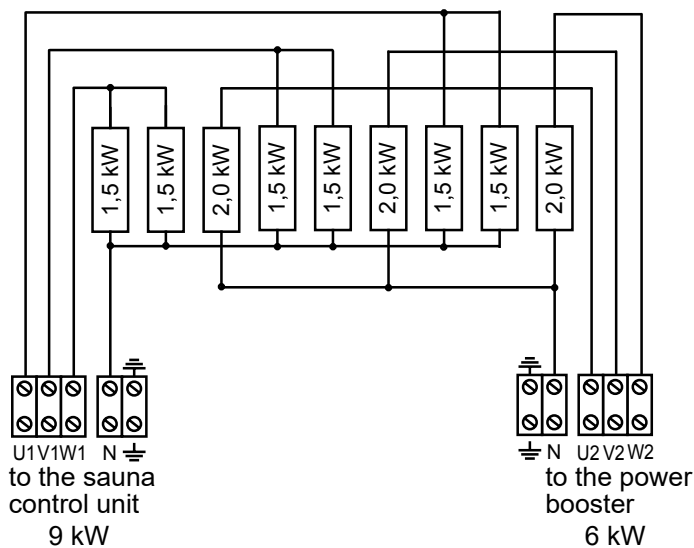 1,5 kW
1,5 kW
2,0 kW
1,5 kW
1,5 kW
2,0 kW
1,5 kW
1,5 kW
2,0 kW
U1 V1 W1 N
N U2 V2 W2
to the sauna
control unit
9 kW
to the power
booster
6 kW